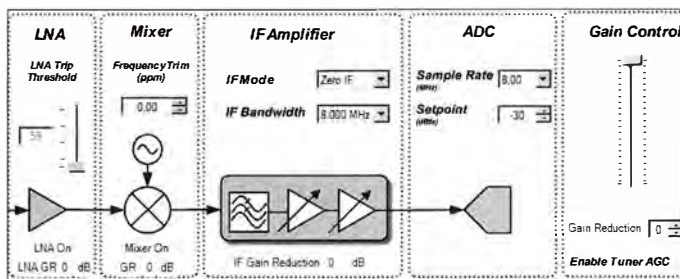 LNA
LNA Trip
Threshold
59
LNA On
LNA GR 0 dB
Mixer
Frequency Trim
(ppm)
0.00
Mixer On
GR 0 dB
IF Amplifier
IF Mode
Zero IF
IF Bandwidth
8.000 MHz
IF Gain Reduction 0 dB
ADC
Sample Rate
(MHz)
8.00
Setpoint
(dBfs)
-30
Gain Control
Gain Reduction 0
Enable Tuner AGC